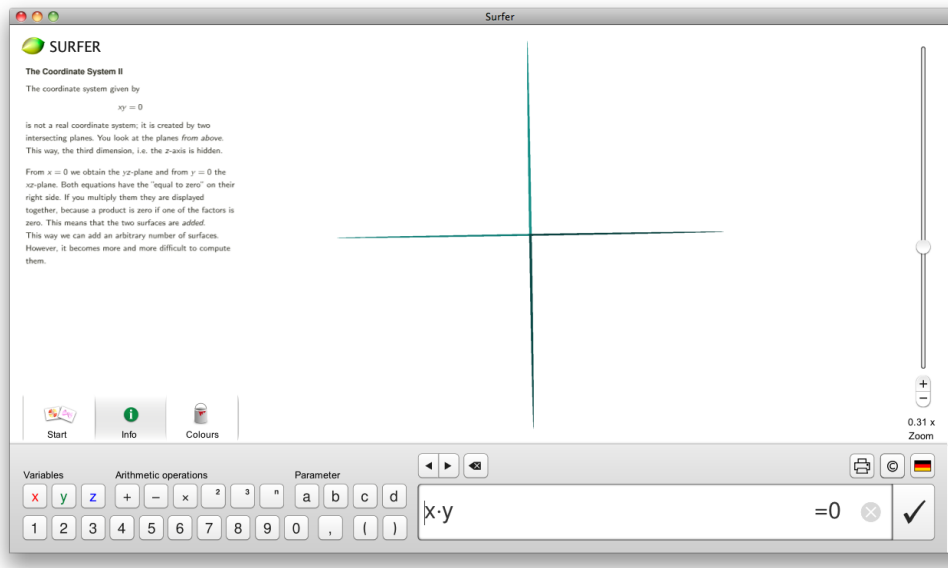 Surfer
SURFER
The Coordinate System II
The coordinate system given by
xy = 0
is not a real coordinate system; it is created by two
intersecting planes. You look at the planes from above.
This way, the third dimension, i.e. the z-axis is hidden.
From x = 0 we obtain the yz-plane and from y = 0 the
xz-plane. Both equations have the "equal to zero" on their
right side. If you multiply them they are displayed
together, because a product is zero if one of the factors is
zero. This means that the two surfaces are added.
This way we can add an arbitrary number of surfaces.
However, it becomes more and more difficult to compute
them.
+
−
0.31 x
Zoom
Start Info Colours
Variables Arithmetic operations Parameter
x y z + − × 2 3 n a b c d
1 2 3 4 5 6 7 8 9 0 , ( )
©
x·y =0